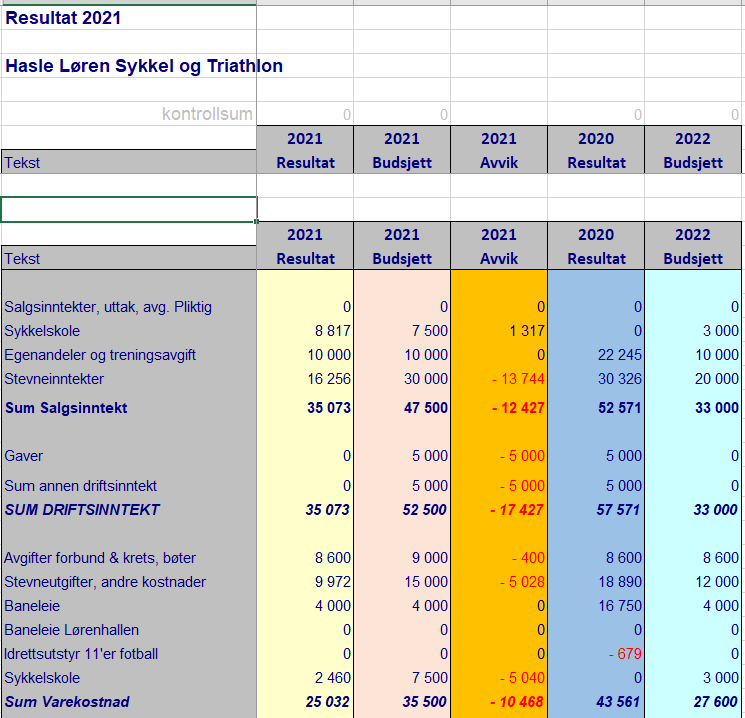 Resultat 2021
Hasle Løren Sykkel og Triathlon
kontrollsum 0 0 0 0
2021 2021 2021 2020 2022
Tekst Resultat Budsjett Avvik Resultat Budsjett
2021 2021 2021 2020 2022
Tekst Resultat Budsjett Avvik Resultat Budsjett
Salgsinntekter, uttak, avg. Pliktig 0 0 0 0 0
Sykkelskole 8 817 7 500 1 317 0 3 000
Egenandeler og treningsavgift 10 000 10 000 0 22 245 10 000
Stevneinntekter 16 256 30 000 - 13 744 30 326 20 000
Sum Salgsinntekt 35 073 47 500 - 12 427 52 571 33 000
Gaver 0 5 000 - 5 000 5 000 0
Sum annen driftsinntekt 0 5 000 - 5 000 5 000 0
SUM DRIFTSINNTEKT 35 073 52 500 - 17 427 57 571 33 000
Avgifter forbund & krets, bøter 8 600 9 000 - 400 8 600 8 600
Stevneutgifter, andre kostnader 9 972 15 000 - 5 028 18 890 12 000
Baneleie 4 000 4 000 0 16 750 4 000
Baneleie Lørenhallen 0 0 0 0 0
Idrettsutstyr 11'er fotball 0 0 0 - 679 0
Sykkelskole 2 460 7 500 - 5 040 0 3 000
Sum Varekostnad 25 032 35 500 - 10 468 43 561 27 600